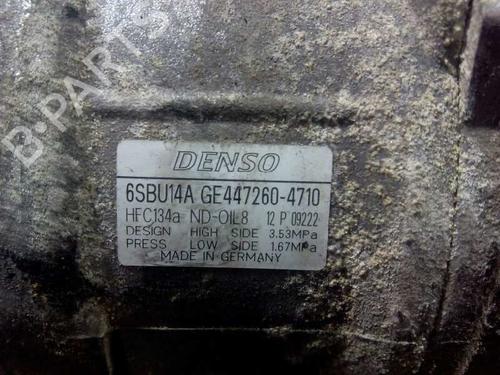 B-PARTS
DENSO
6SBU14A GE447260-4710
HFC134a ND-OIL8 12 P 09222
DESIGN HIGH SIDE 3.53MPa
PRESS LOW SIDE 1.67MPa
MADE IN GERMANY